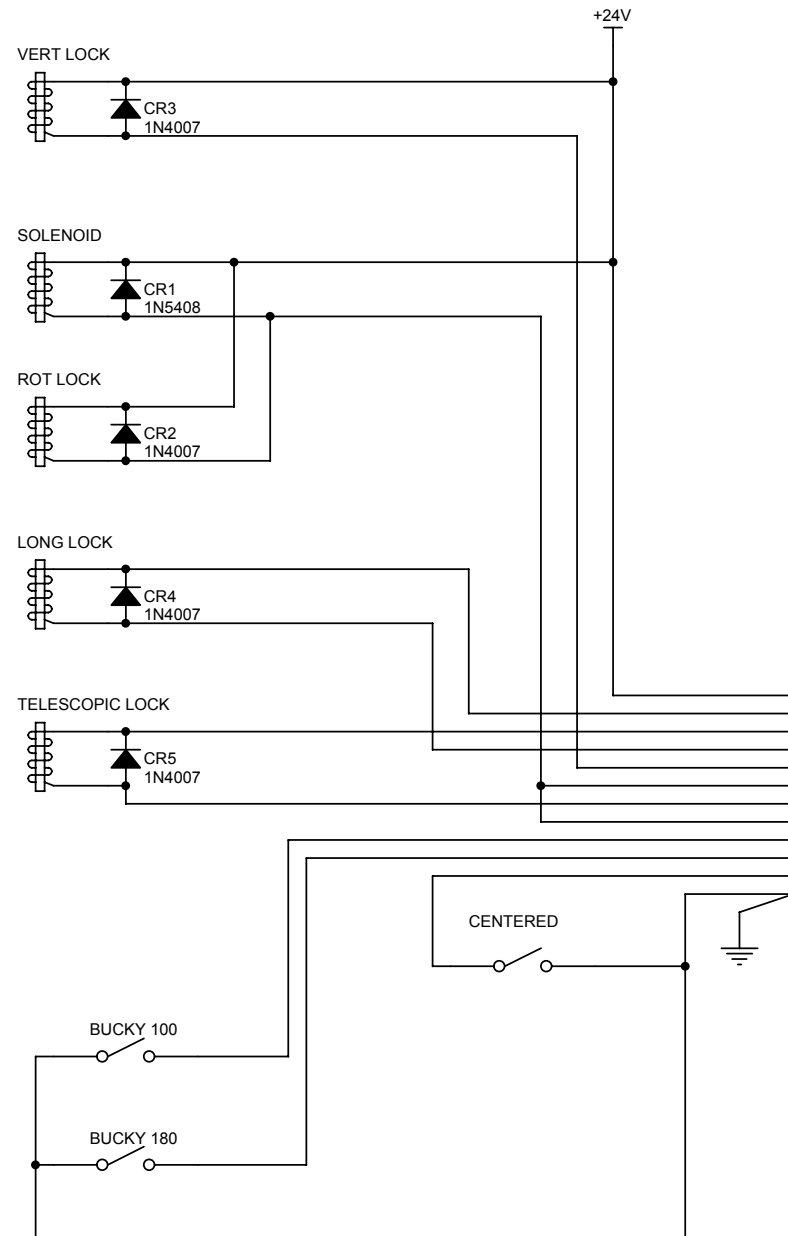 +24V
VERT LOCK
CR3
1N4007
SOLENOID
CR1
1N5408
ROT LOCK
CR2
1N4007
LONG LOCK
CR4
1N4007
TELESCOPIC LOCK
CR5
1N4007
CENTERED
BUCKY 100
BUCKY 180